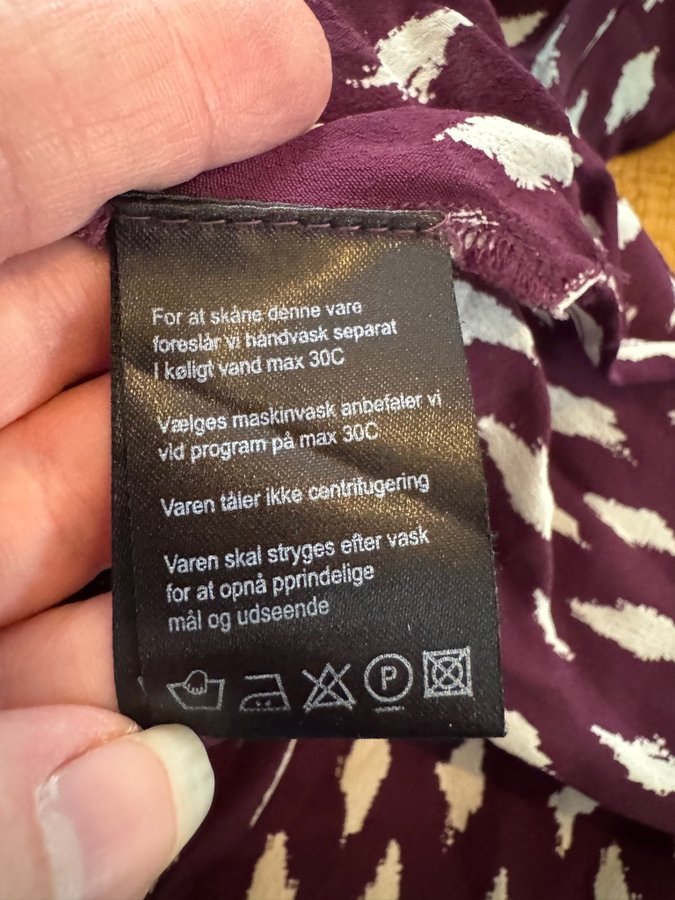 For at skåne denne vare
foreslår vi håndvask separat
I køligt vand max 30C
Vælges maskinvask anbefaler vi
vid program på max 30C
Varen tåler ikke centrifugering
Varen skal stryges efter vask
for at opnå pprindelige
mål og udseende
P